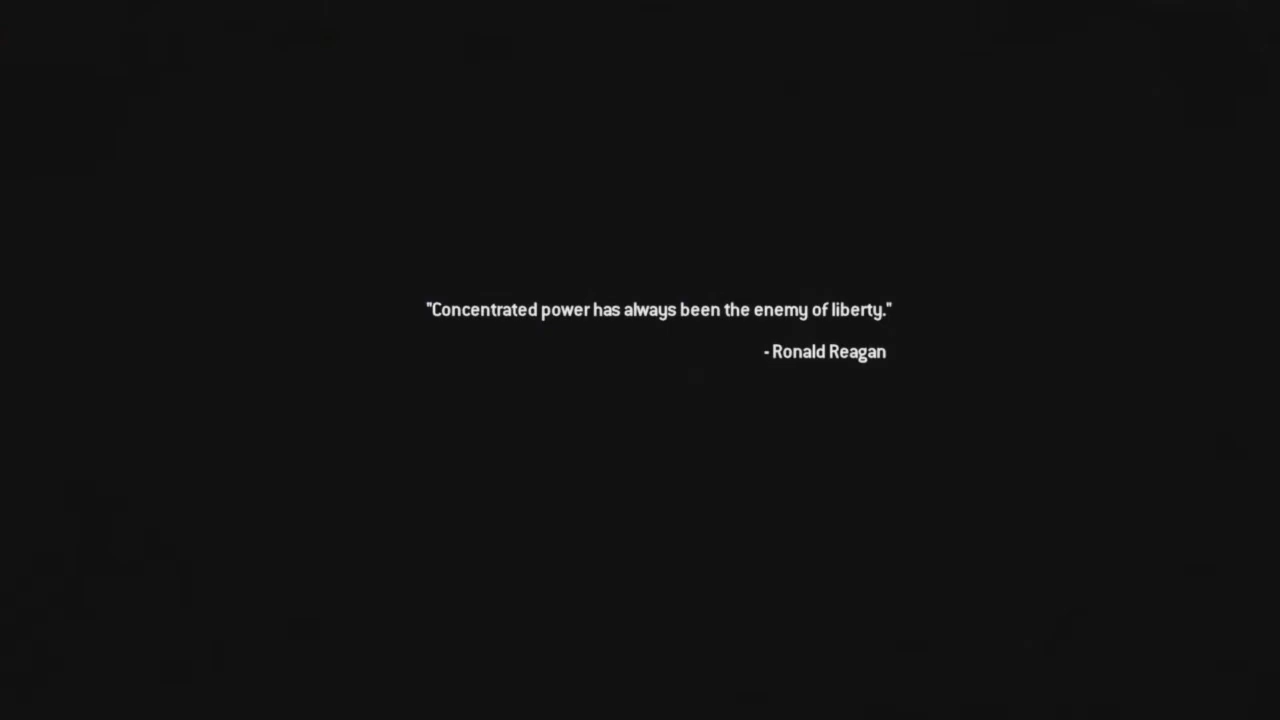 "Concentrated power has always been the enemy of liberty."
- Ronald Reagan